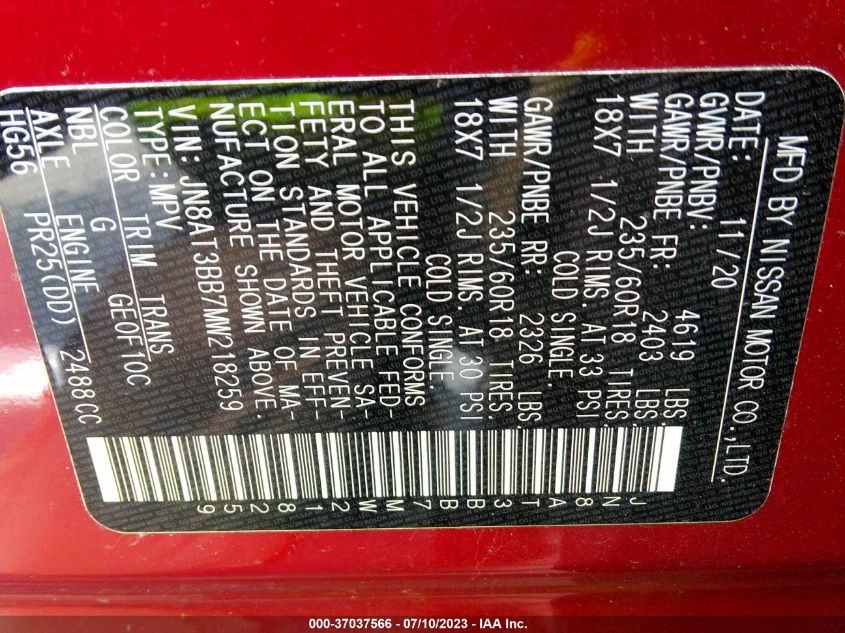 MFD BY NISSAN MOTOR CO.,LTD.
DATE: 11/20
GVWR/PNBV: 4619 LBS.
GAWR/PNBE FR: 2403 LBS.
WITH 235/60R18 TIRES,
18X7 1/2J RIMS. AT 33 PSI
COLD SINGLE.
GAWR/PNBE RR: 2326 LBS.
WITH 235/60R18 TIRES
18X7 1/2J RIMS. AT 30 PSI
COLD SINGLE.
THIS VEHICLE CONFORMS
TO ALL APPLICABLE FED-
ERAL MOTOR VEHICLE SA-
FETY AND THEFT PREVEN-
TION STANDARDS IN EFF-
ECT ON THE DATE OF MA-
NUFACTURE SHOWN ABOVE.
VIN: JN8AT3BB7MW218259
TYPE: MPV
COLOR TRIM TRANS
NBL G GE0F10C
AXLE ENGINE
HG56 PR25(DD) 2488CC
JN8AT3BB7MW218259
000-37037566 - 07/10/2023 - IAA Inc.